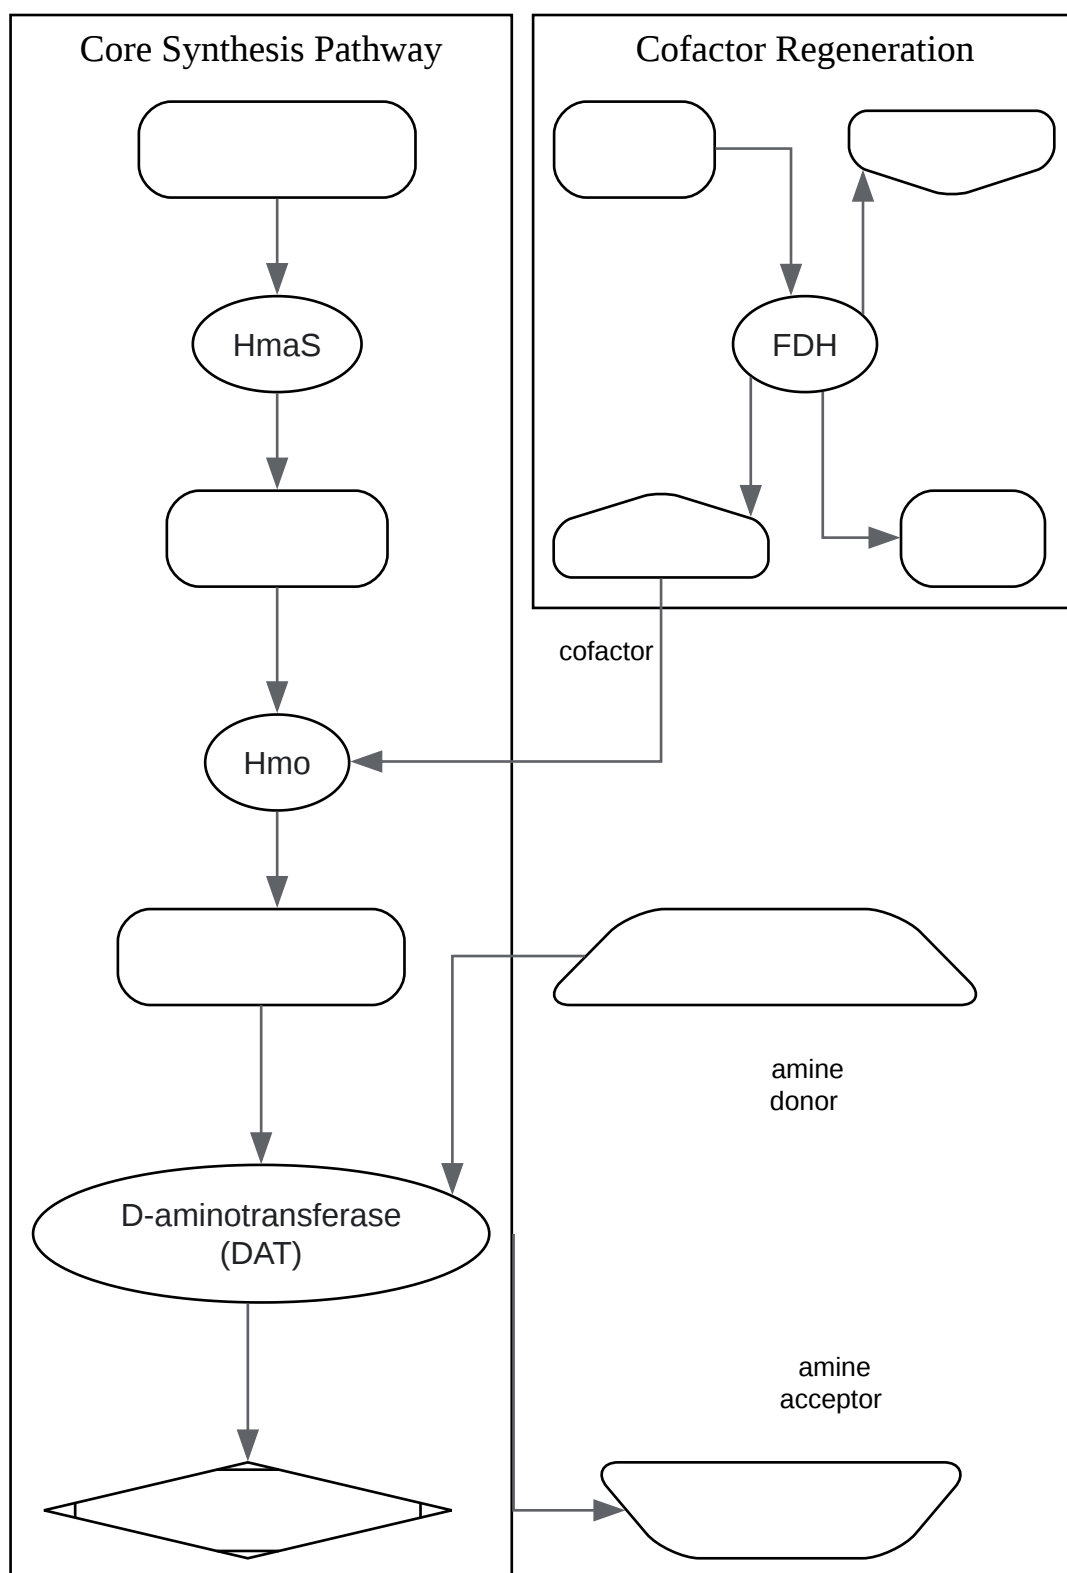 Core Synthesis Pathway
Cofactor Regeneration
HmaS
FDH
cofactor
Hmo
amine
donor
D-aminotransferase
(DAT)
amine
acceptor